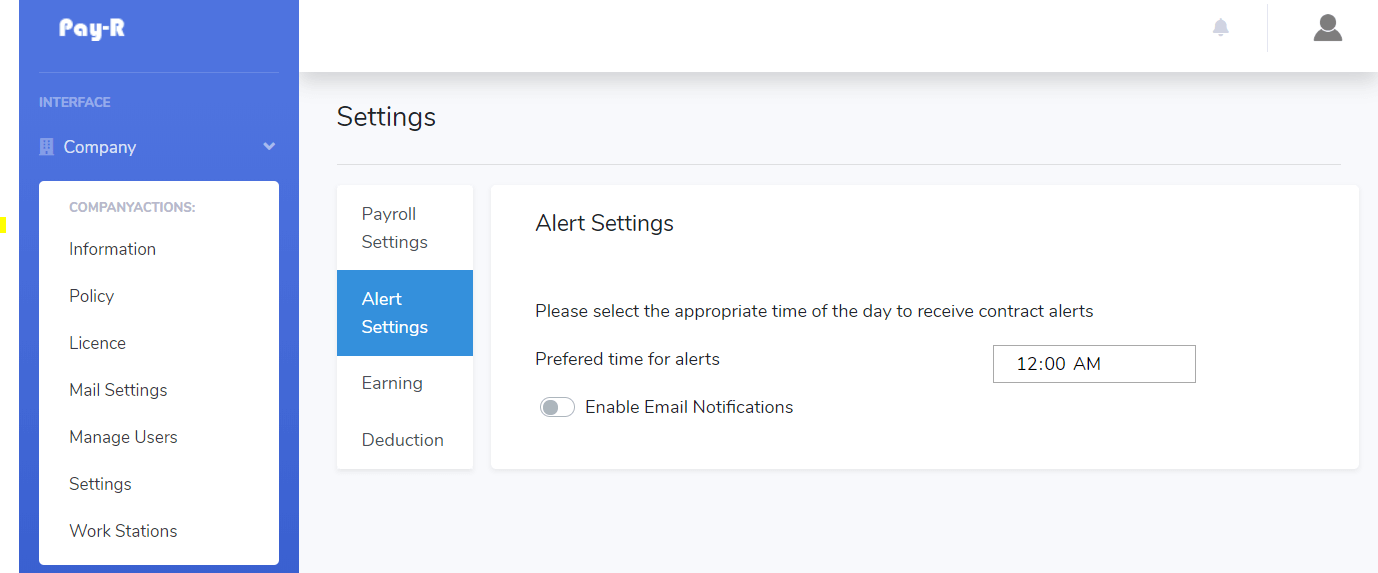 Pay-R
INTERFACE
Company
COMPANYACTIONS:
Information
Policy
Licence
Mail Settings
Manage Users
Settings
Work Stations
Settings
Payroll
Settings
Alert
Settings
Earning
Deduction
Alert Settings
Please select the appropriate time of the day to receive contract alerts
Prefered time for alerts
12:00 AM
Enable Email Notifications